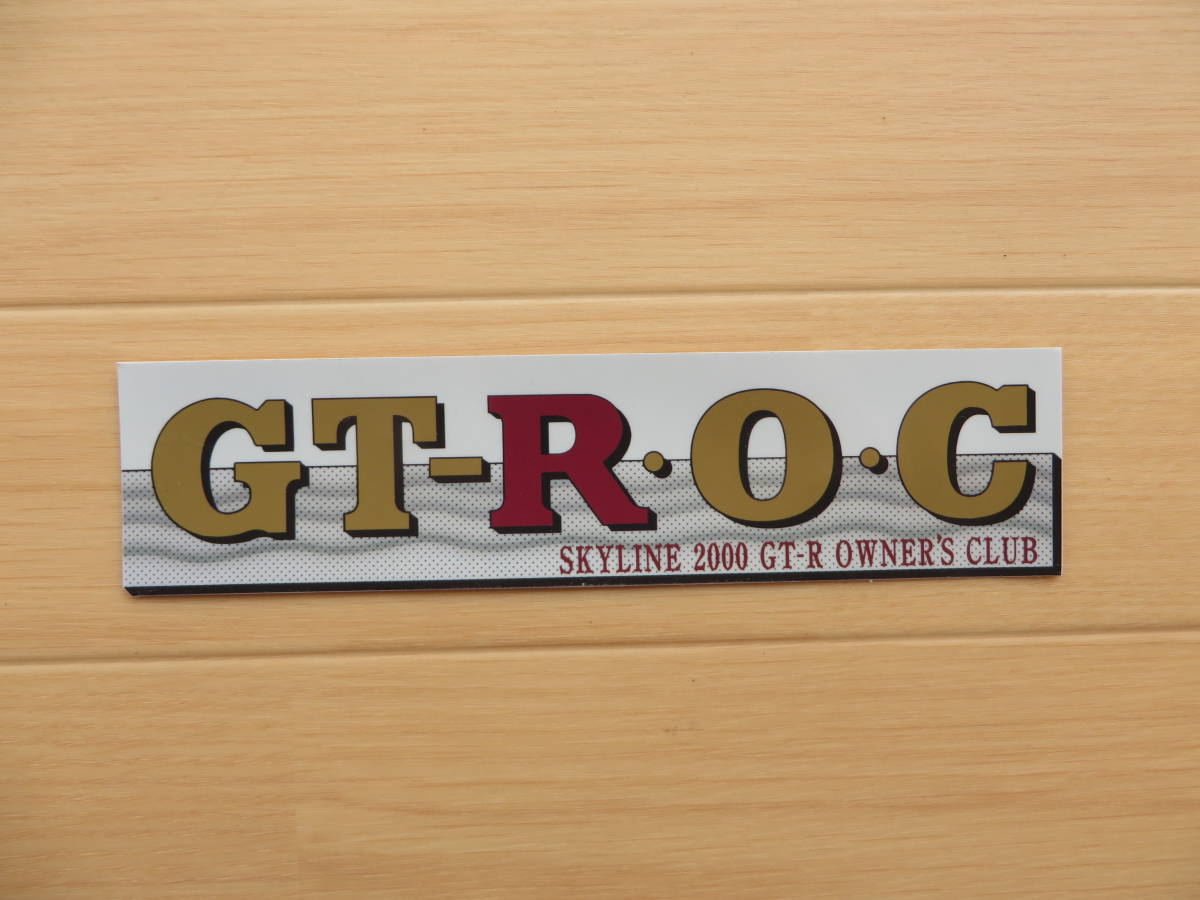 GT-R·O·C
SKYLINE 2000 GT-R OWNER'S CLUB